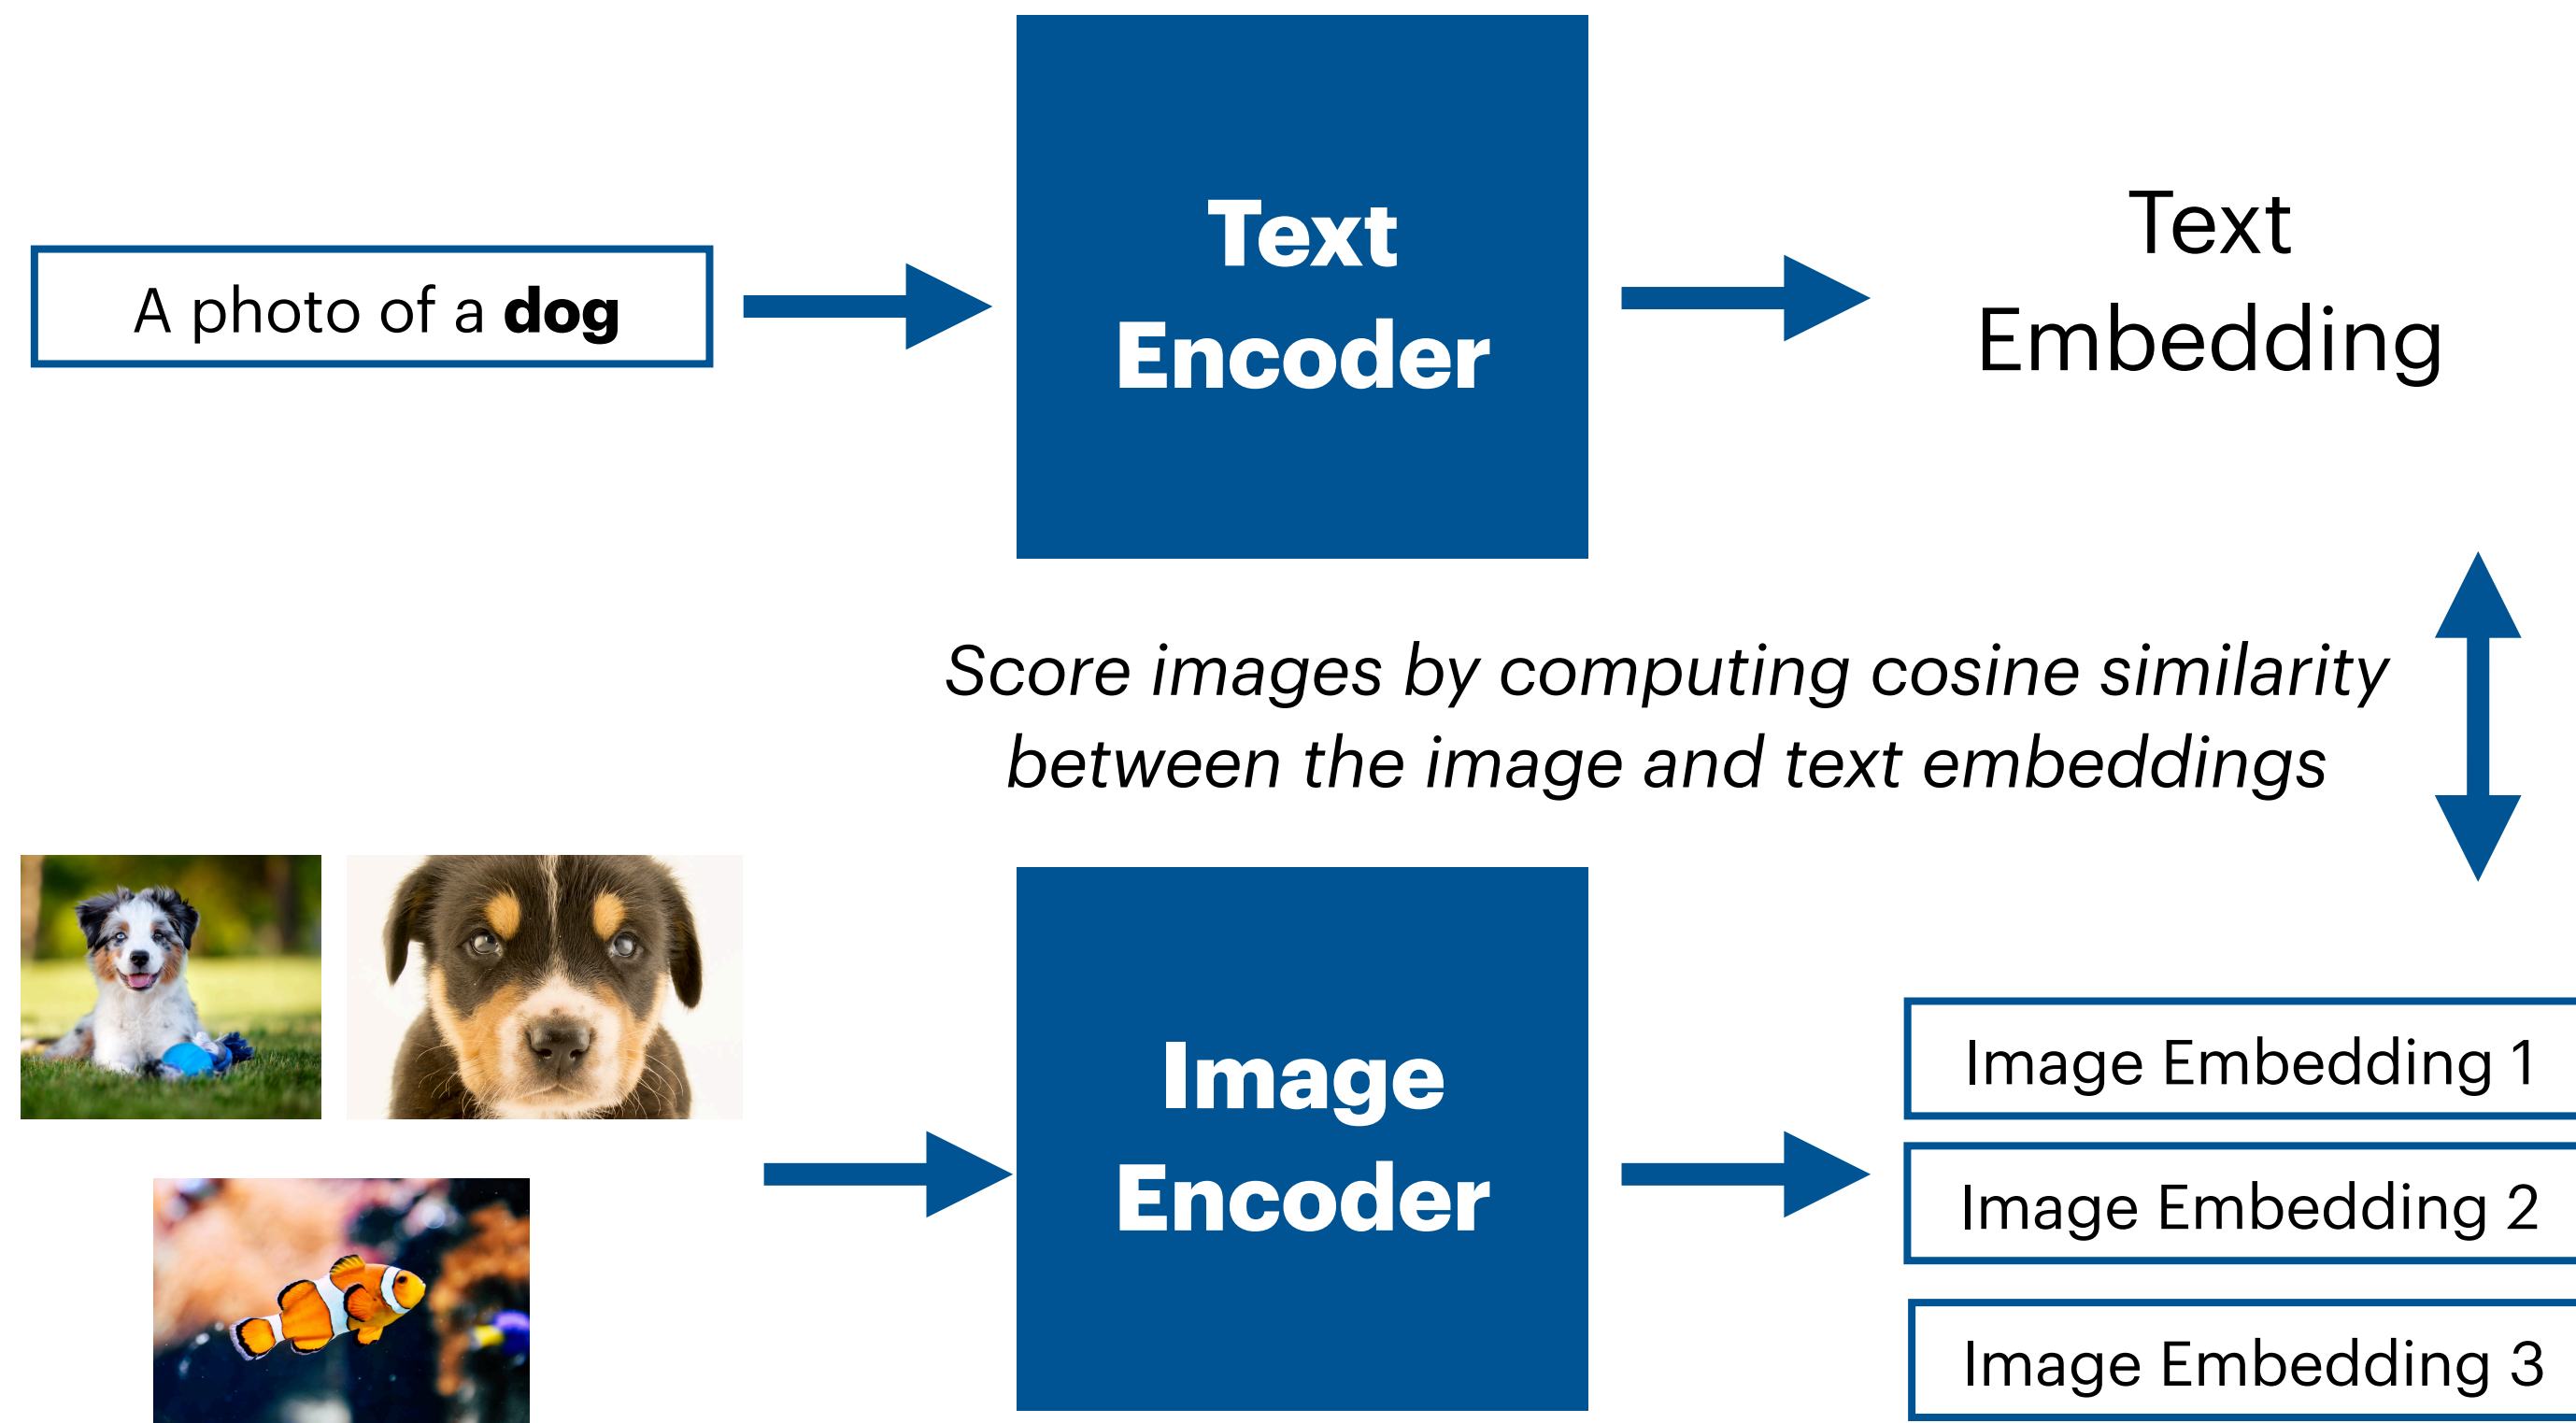 A photo of a dog
Text
Encoder
Text
Embedding
Score images by computing cosine similarity
between the image and text embeddings
Image
Encoder
Image Embedding 1
Image Embedding 2
Image Embedding 3